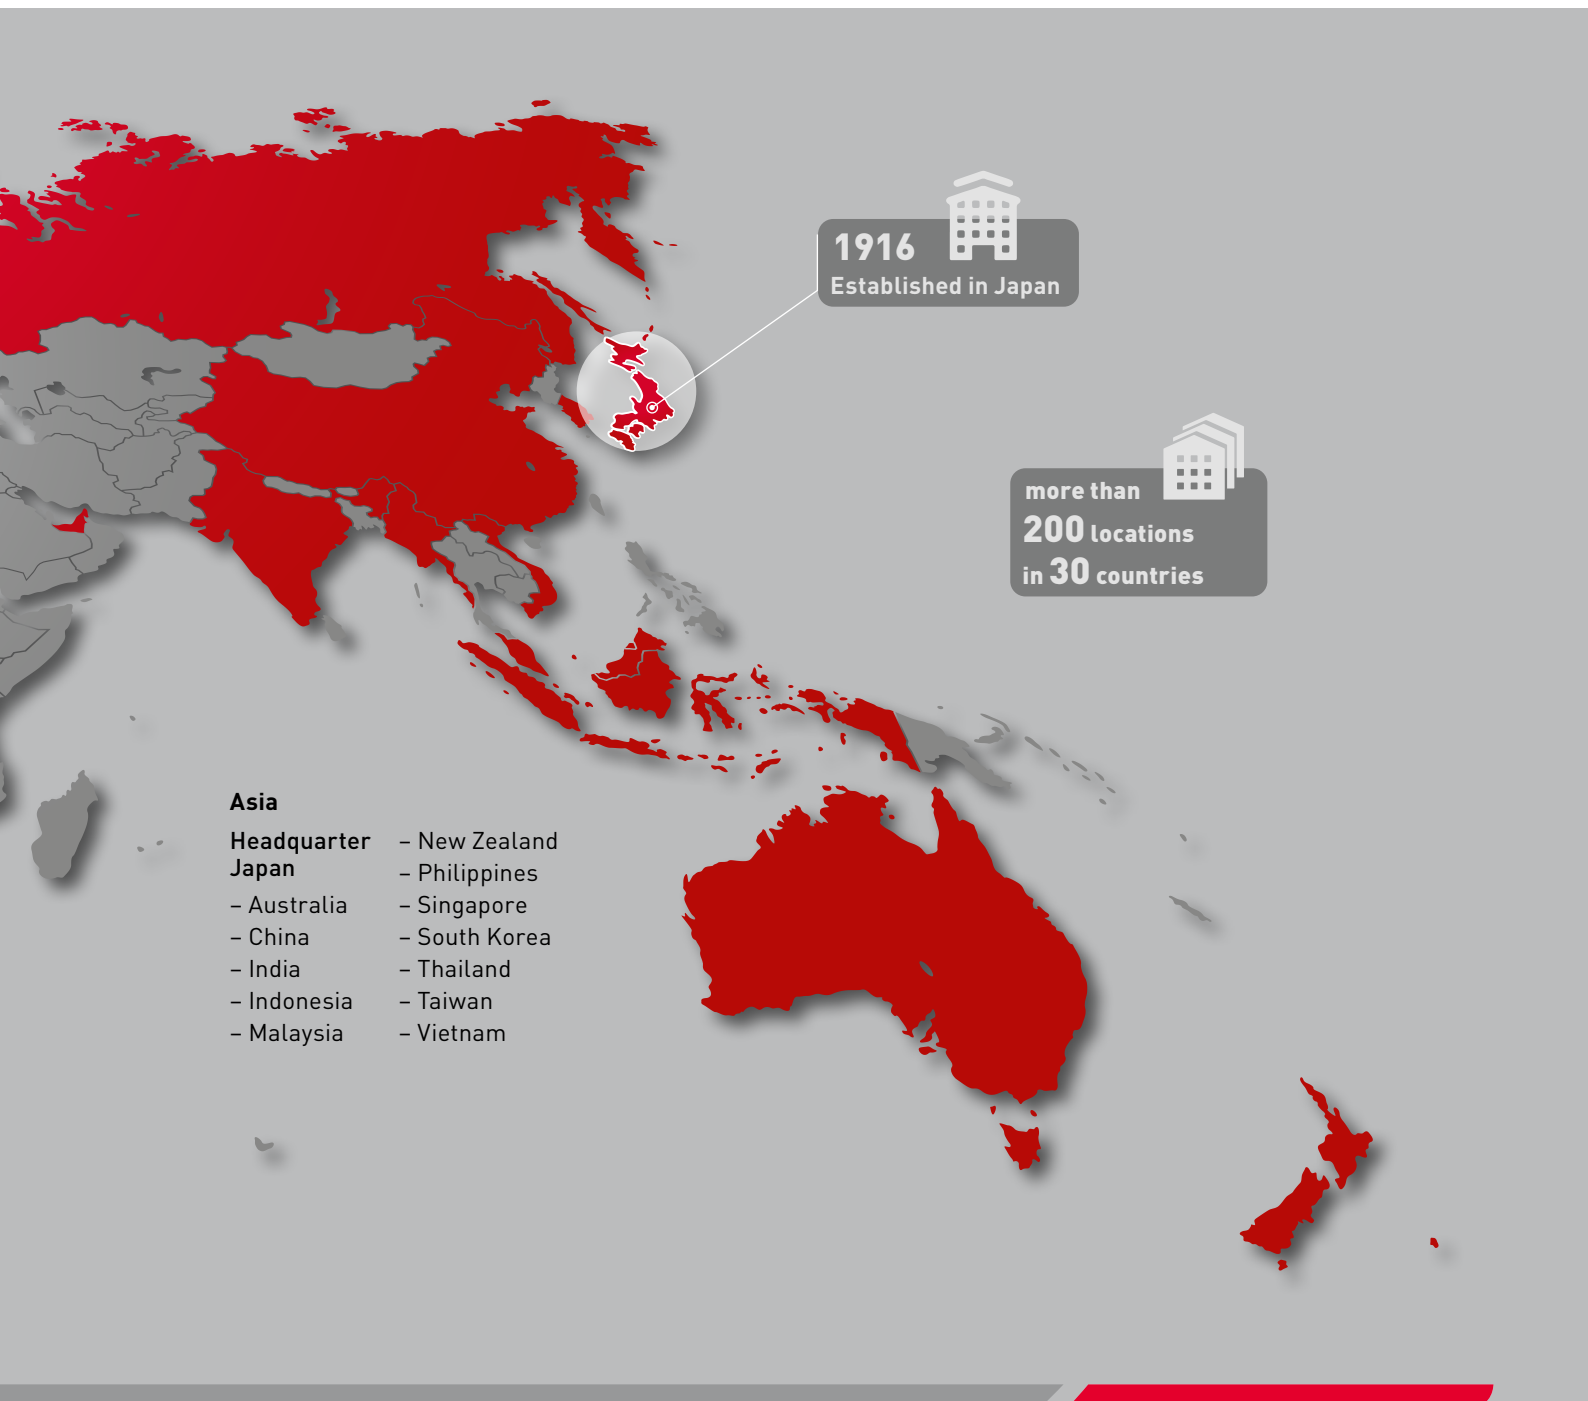 1916
Established in Japan
more than
200 locations
in 30 countries
Asia
Headquarter
Japan
– Australia
– China
– India
– Indonesia
– Malaysia
– New Zealand
– Philippines
– Singapore
– South Korea
– Thailand
– Taiwan
– Vietnam